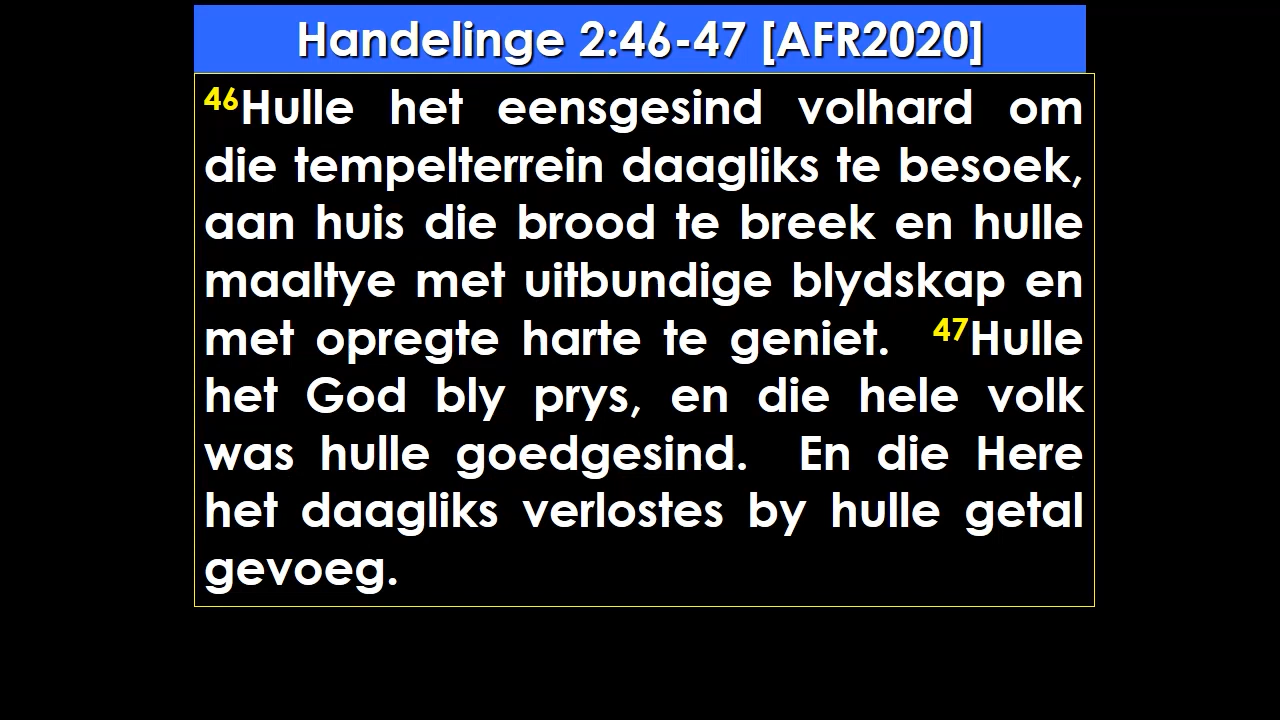 Handelinge 2:46-47 [AFR2020]
46Hulle het eensgesind volhard om
die tempelterrein daagliks te besoek,
aan huis die brood te breek en hulle
maaltye met uitbundige blydskap en
met opregte harte te geniet. 47Hulle
het God bly prys, en die hele volk
was hulle goedgesind. En die Here
het daagliks verlostes by hulle getal
gevoeg.